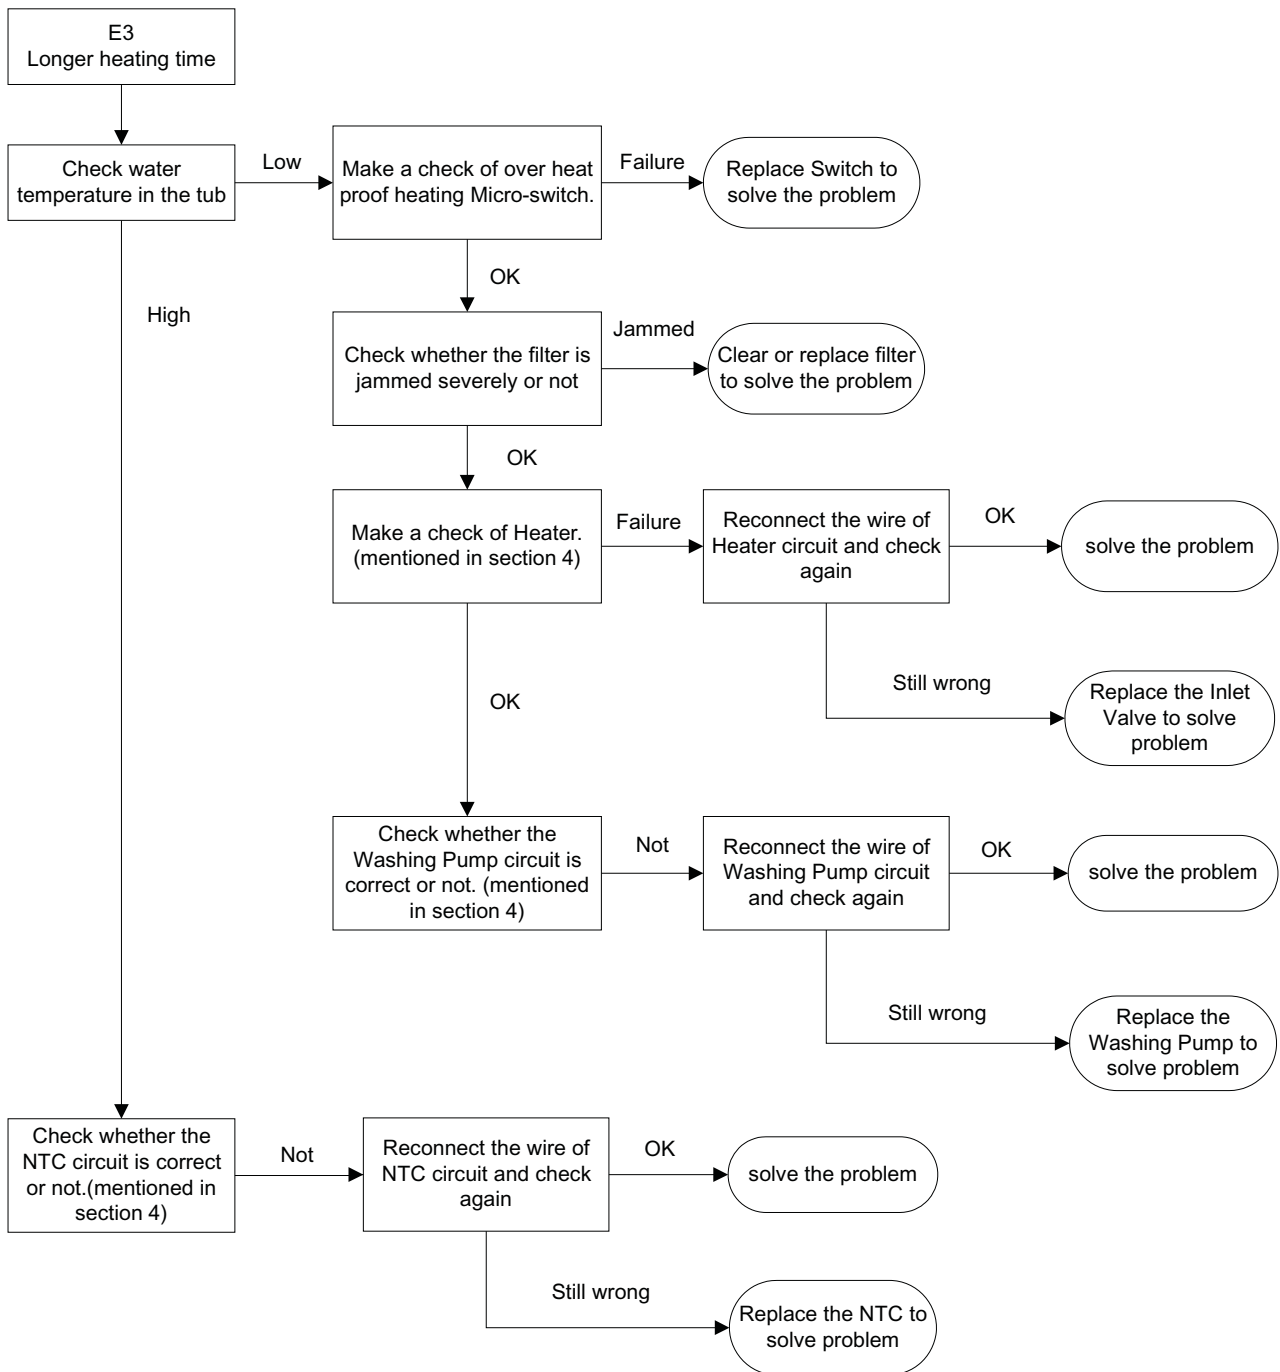 E3
Longer heating time
Check water
temperature in the tub
Low
Make a check of over heat
proof heating Micro-switch.
Failure
Replace Switch to
solve the problem
OK
High
Check whether the filter is
jammed severely or not
Jammed
Clear or replace filter
to solve the problem
OK
Make a check of Heater.
(mentioned in section 4)
Failure
Reconnect the wire of
Heater circuit and check
again
OK
solve the problem
Still wrong
Replace the Inlet
Valve to solve
problem
OK
Check whether the
Washing Pump circuit is
correct or not. (mentioned
in section 4)
Not
Reconnect the wire of
Washing Pump circuit
and check again
OK
solve the problem
Still wrong
Replace the
Washing Pump to
solve problem
Check whether the
NTC circuit is correct
or not.(mentioned in
section 4)
Not
Reconnect the wire of
NTC circuit and check
again
OK
solve the problem
Still wrong
Replace the NTC to
solve problem